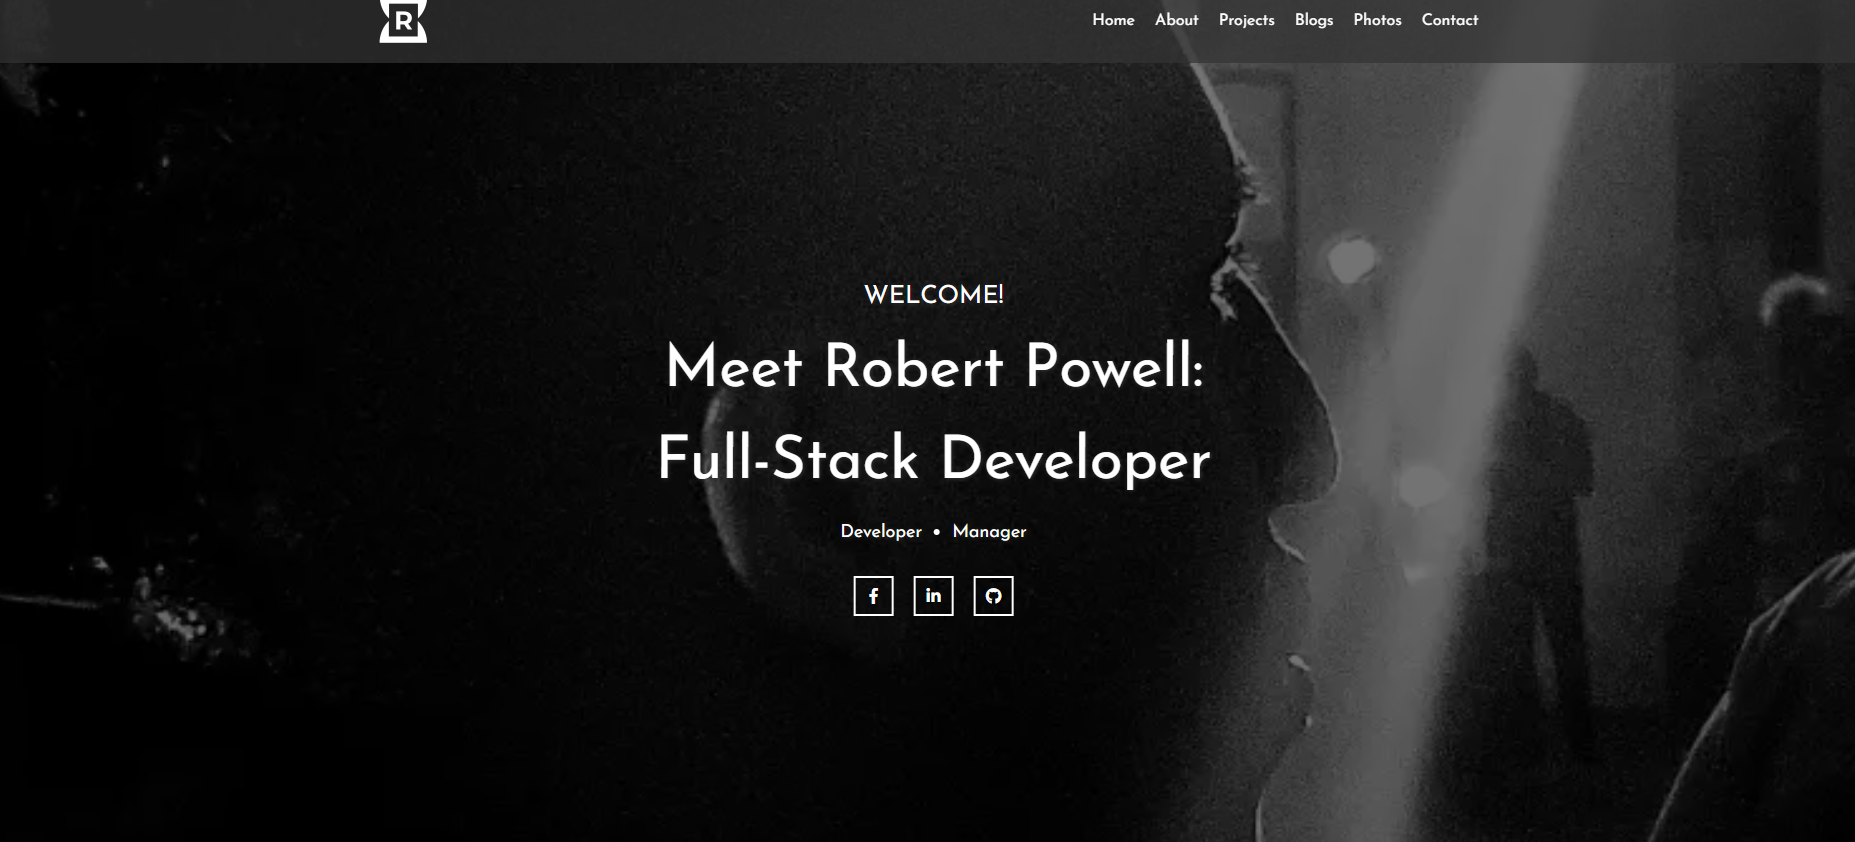 R
Home About Projects Blogs Photos Contact
WELCOME!
Meet Robert Powell:
Full-Stack Developer
Developer • Manager
f in